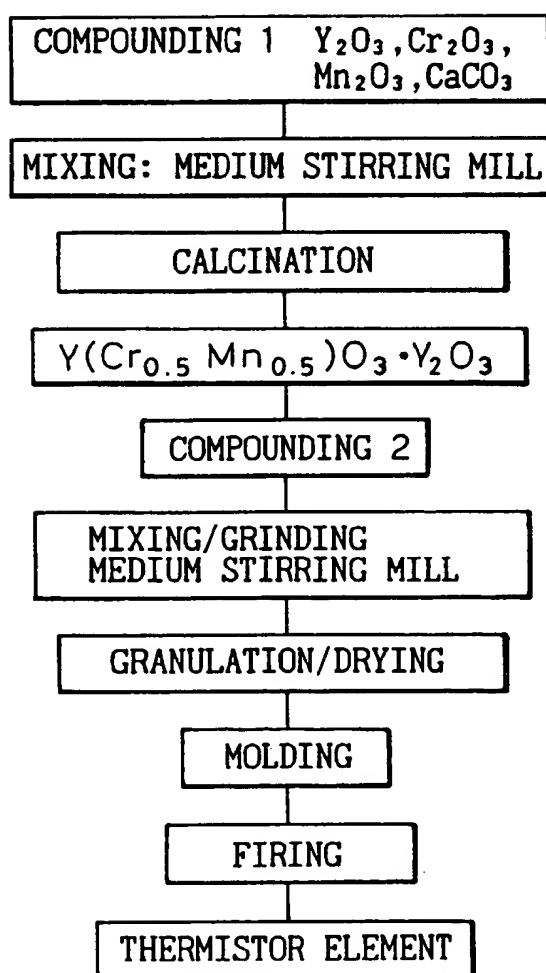 COMPOUNDING 1 Y₂O₃,Cr₂O₃,
Mn₂O₃,CaCO₃
MIXING: MEDIUM STIRRING MILL
CALCINATION
Y(Cr₀.₅ Mn₀.₅)O₃・Y₂O₃
COMPOUNDING 2
MIXING/GRINDING
MEDIUM STIRRING MILL
GRANULATION/DRYING
MOLDING
FIRING
THERMISTOR ELEMENT